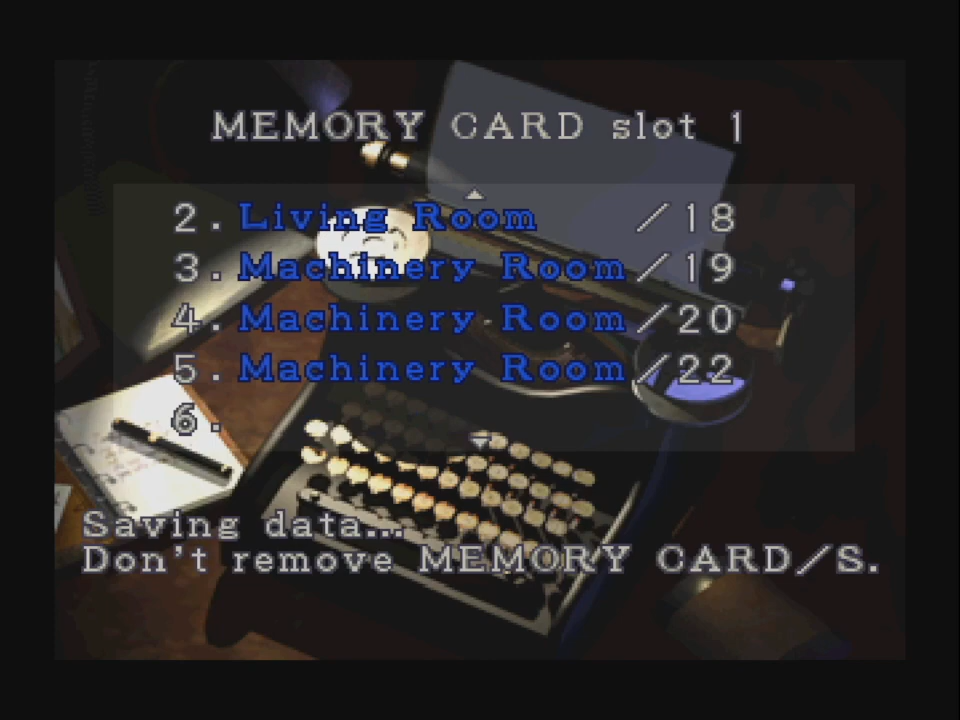 MEMORY CARD slot 1
2. Living Room /18
3. Machinery Room/19
4. Machinery Room/20
5. Machinery Room/22
6.
Saving data...
Don't remove MEMORY CARD/S.